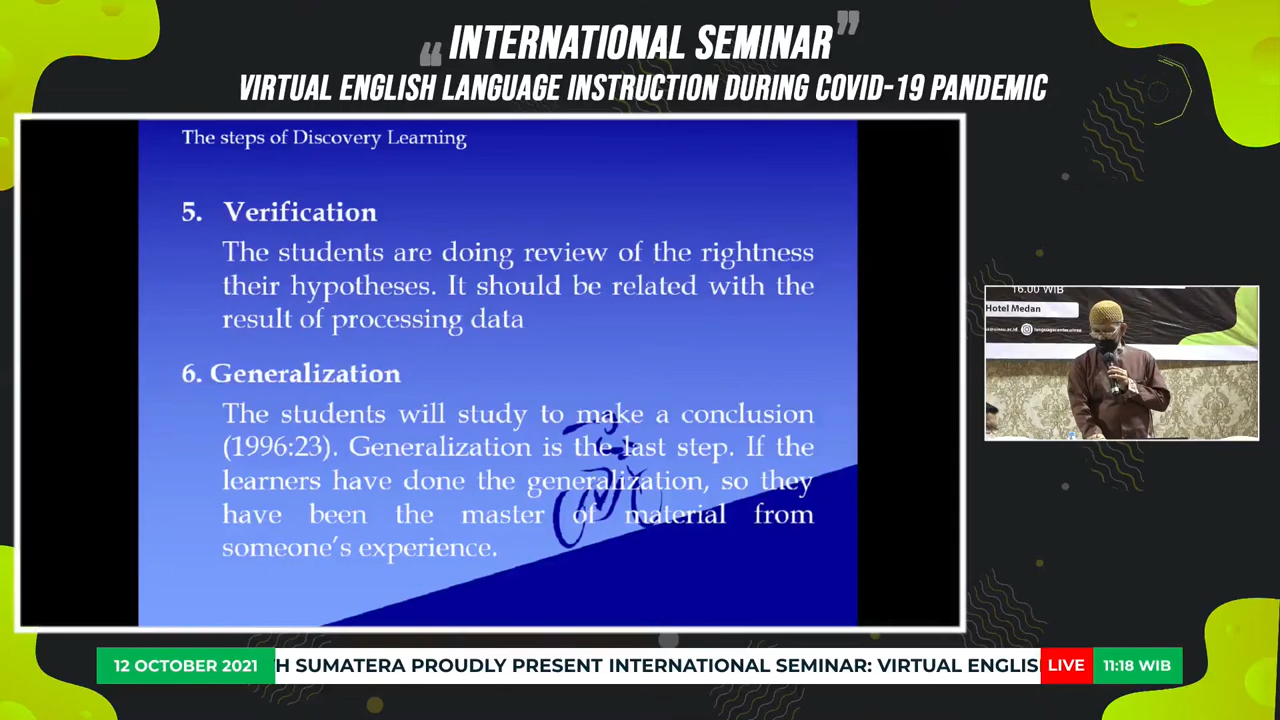 “ INTERNATIONAL SEMINAR ”
VIRTUAL ENGLISH LANGUAGE INSTRUCTION DURING COVID-19 PANDEMIC
The steps of Discovery Learning
5. Verification
The students are doing review of the rightness
their hypotheses. It should be related with the
result of processing data
6. Generalization
The students will study to make a conclusion
(1996:23). Generalization is the last step. If the
learners have done the generalization, so they
have been the master of material from
someone's experience.
16.00 WIB
Hotel Medan
12 OCTOBER 2021
H SUMATERA PROUDLY PRESENT INTERNATIONAL SEMINAR: VIRTUAL ENGLIS
LIVE
11:18 WIB